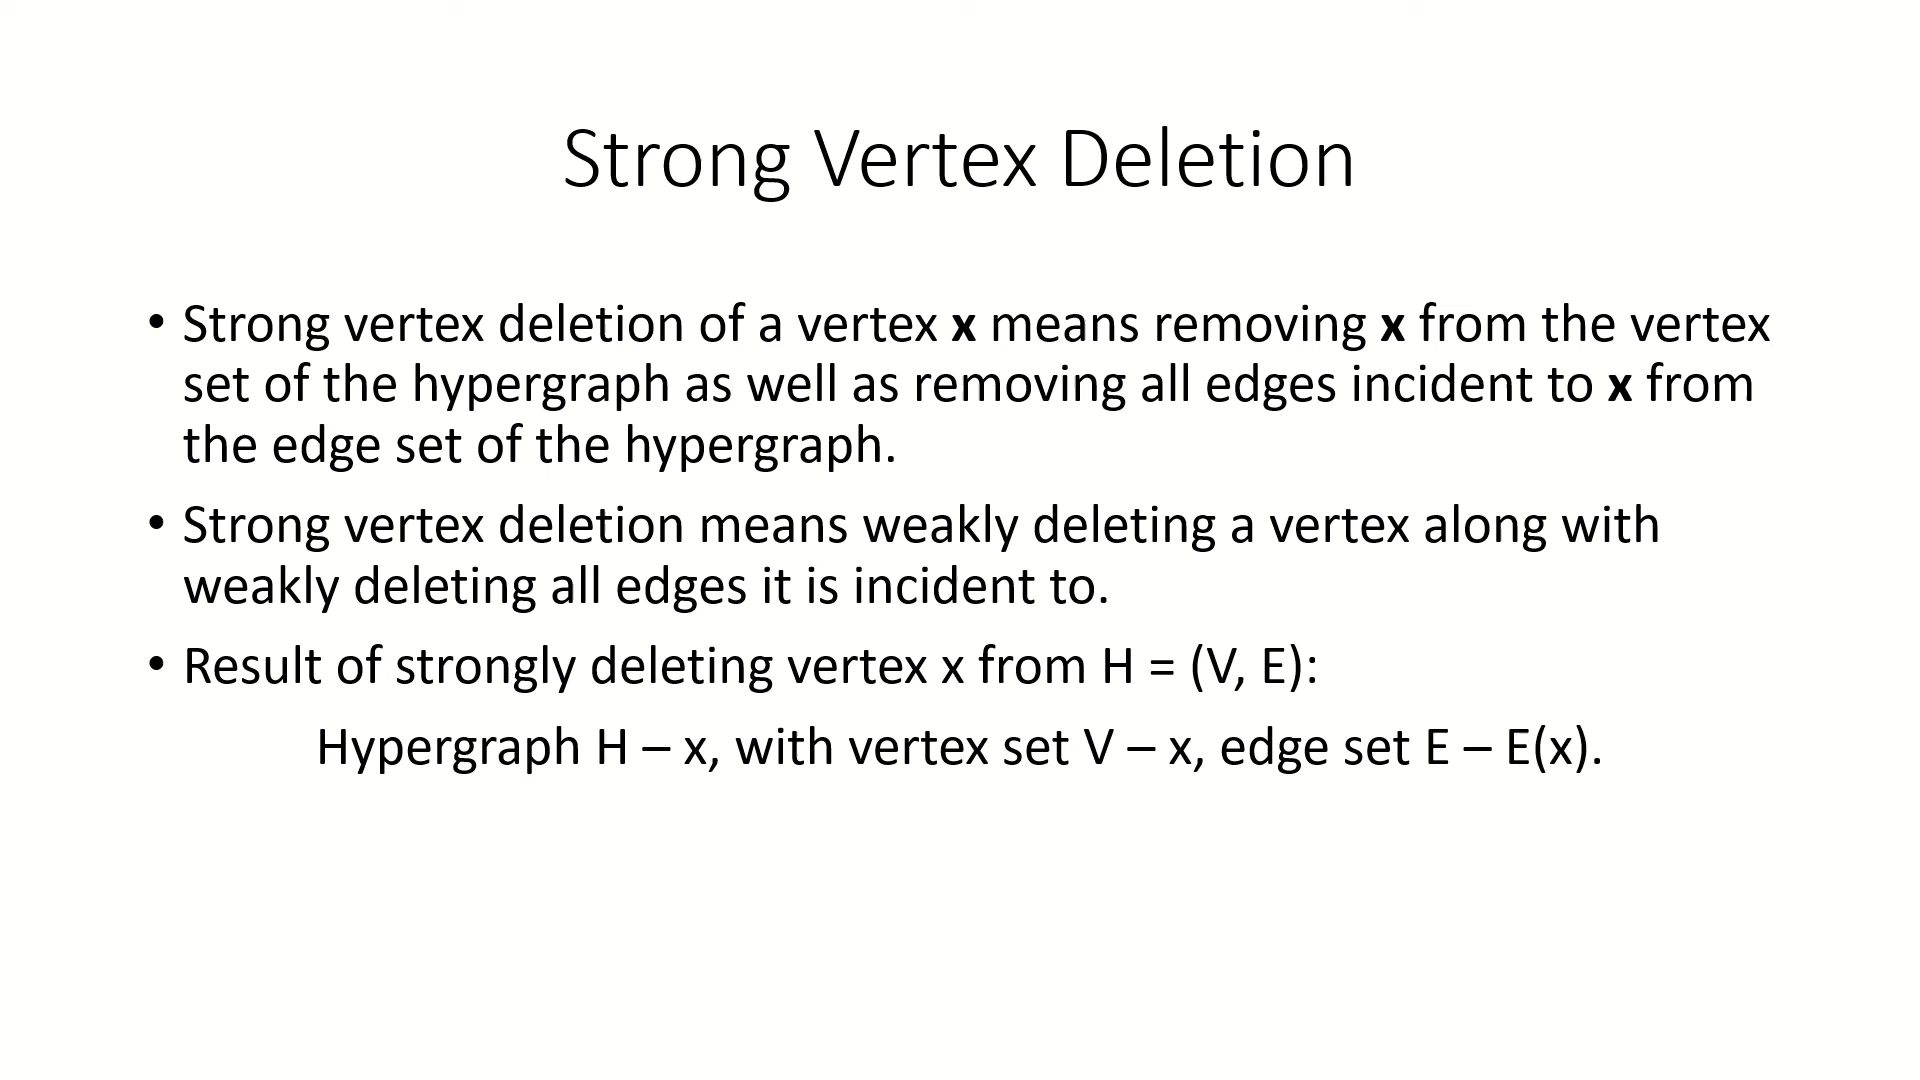 Strong Vertex Deletion
• Strong vertex deletion of a vertex x means removing x from the vertex
set of the hypergraph as well as removing all edges incident to x from
the edge set of the hypergraph.
• Strong vertex deletion means weakly deleting a vertex along with
weakly deleting all edges it is incident to.
• Result of strongly deleting vertex x from H = (V, E):
Hypergraph H – x, with vertex set V – x, edge set E – E(x).